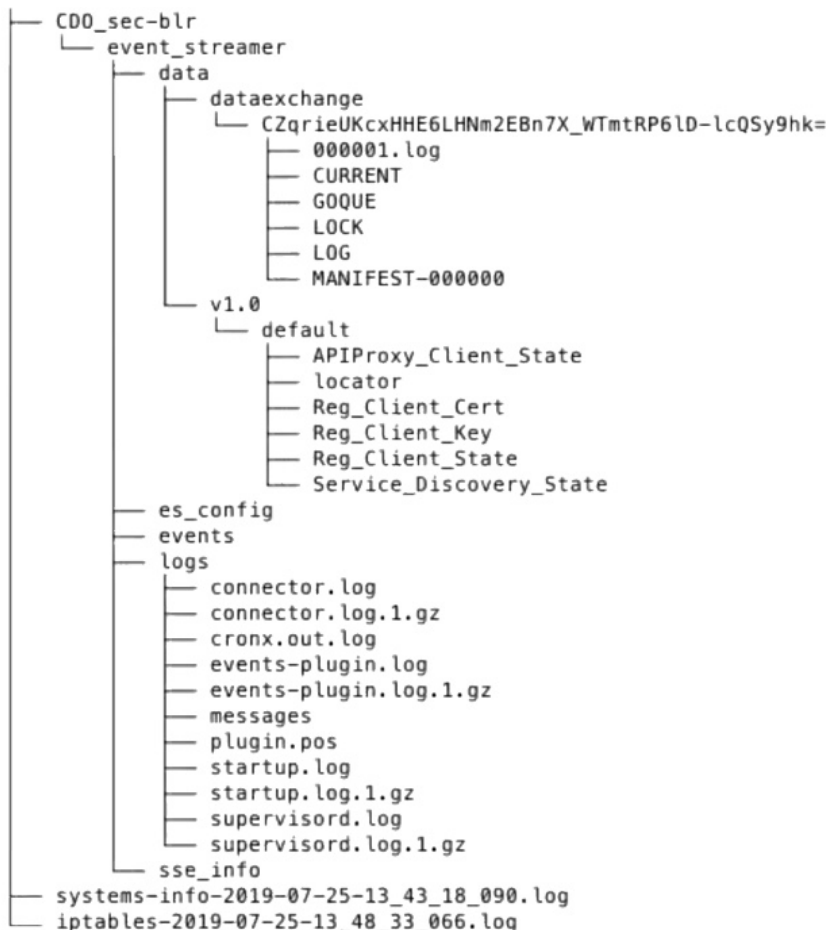 CDO_sec-blr
event_streamer
data
dataexchange
CZqrieUKcxHHE6LHNm2EBn7X_WTmtRP6lD-lcQSy9hk=
000001.log
CURRENT
GOQUE
LOCK
LOG
MANIFEST-000000
v1.0
default
APIProxy_Client_State
locator
Reg_Client_Cert
Reg_Client_Key
Reg_Client_State
Service_Discovery_State
es_config
events
logs
connector.log
connector.log.1.gz
cronx.out.log
events-plugin.log
events-plugin.log.1.gz
messages
plugin.pos
startup.log
startup.log.1.gz
supervisord.log
supervisord.log.1.gz
sse_info
systems-info-2019-07-25-13_43_18_090.log
iptables-2019-07-25-13_48_33_066.log